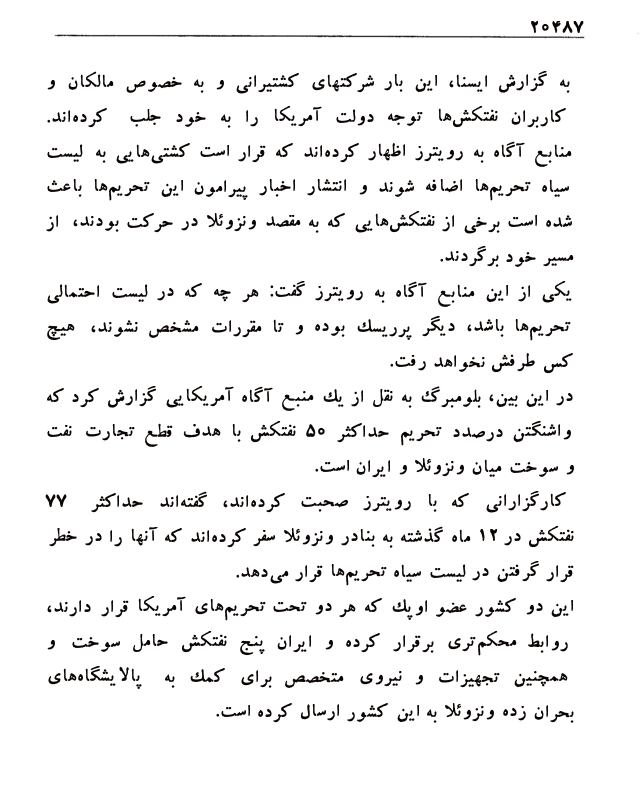 ۲۰۴۸۷
به گزارش ایسنا، این بار شرکتهای کشتیرانی و به خصوص مالکان و
کاربران نفتکش‌ها توجه دولت آمریکا را به خود جلب کرده‌اند.
منابع آگاه به رویترز اظهار کرده‌اند که قرار است کشتی‌هایی به لیست
سیاه تحریم‌ها اضافه شوند و انتشار اخبار پیرامون این تحریم‌ها باعث
شده است برخی از نفتکش‌هایی که به مقصد ونزوئلا در حرکت بودند، از
مسیر خود برگردند.
یکی از این منابع آگاه به رویترز گفت: هر چه که در لیست احتمالی
تحریم‌ها باشد، دیگر پرریسك بوده و تا مقررات مشخص نشوند، هیچ
کس طرفش نخواهد رفت.
در این بین، بلومبرگ به نقل از یك منبع آگاه آمریکایی گزارش کرد که
واشنگتن درصدد تحریم حداکثر ۵۰ نفتکش با هدف قطع تجارت نفت
و سوخت میان ونزوئلا و ایران است.
کارگزارانی که با رویترز صحبت کرده‌اند، گفته‌اند حداکثر ۷۷
نفتکش در ۱۲ ماه گذشته به بنادر ونزوئلا سفر کرده‌اند که آنها را در خطر
قرار گرفتن در لیست سیاه تحریم‌ها قرار می‌دهد.
این دو کشور عضو اوپك که هر دو تحت تحریم‌های آمریکا قرار دارند،
روابط محکم‌تری برقرار کرده و ایران پنج نفتکش حامل سوخت و
همچنین تجهیزات و نیروی متخصص برای کمك به پالایشگاه‌های
بحران زده ونزوئلا به این کشور ارسال کرده است.